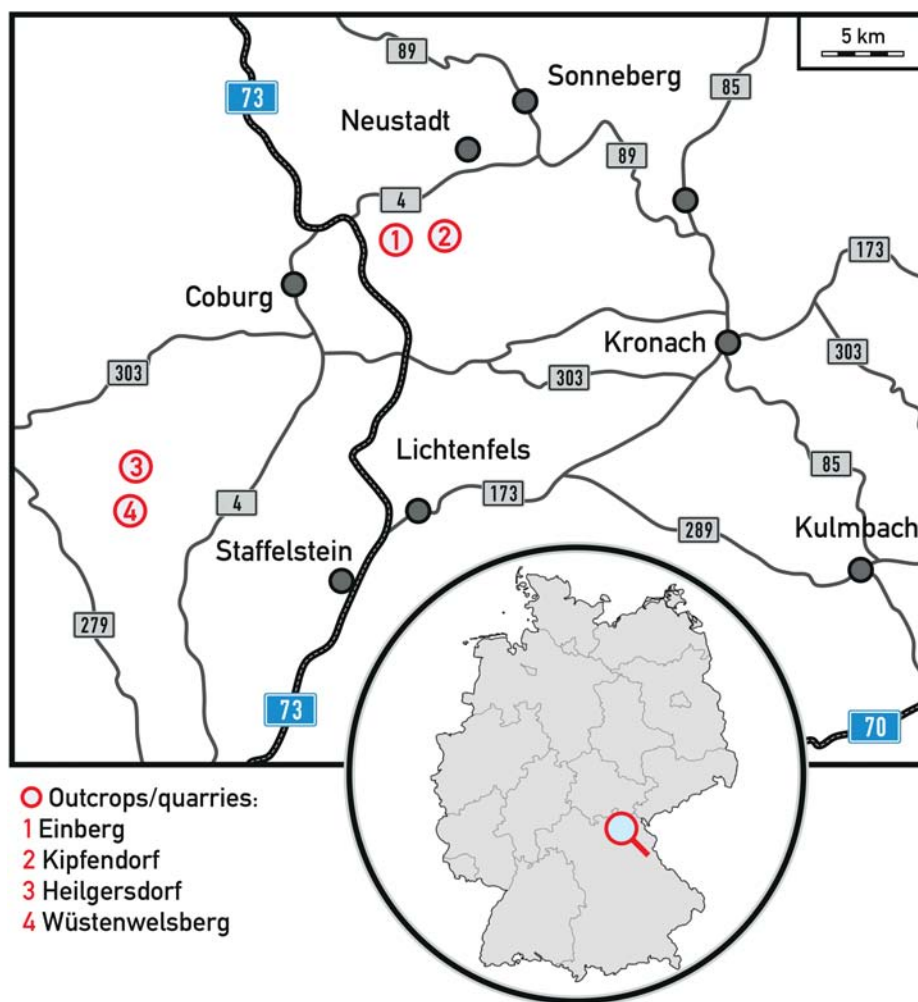 5 km
89
Sonneberg
85
73
Neustadt
89
4
1
2
173
Coburg
Kronach
303
303
303
Lichtenfels
3
85
4
4
173
Kulmbach
289
Staffelstein
279
73
70
Outcrops/quarries:
1 Einberg
2 Kipfendorf
3 Heilgersdorf
4 Wüstenwelsberg